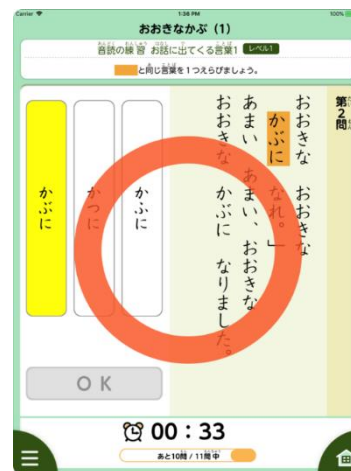 Carrier
1:36 PM
100%
おおきなかぶ（1）
音読の練習 お話に出てくる言葉1 レベル1
と同じ言葉を1つえらびましょう。
第2問
おおきな おおきな
かぶに なれ。」
あまい あまい、おおきな
おおきな かぶに なりました。
かふに
かつに
かぶに
OK
00：33
あと10問 / 11問中